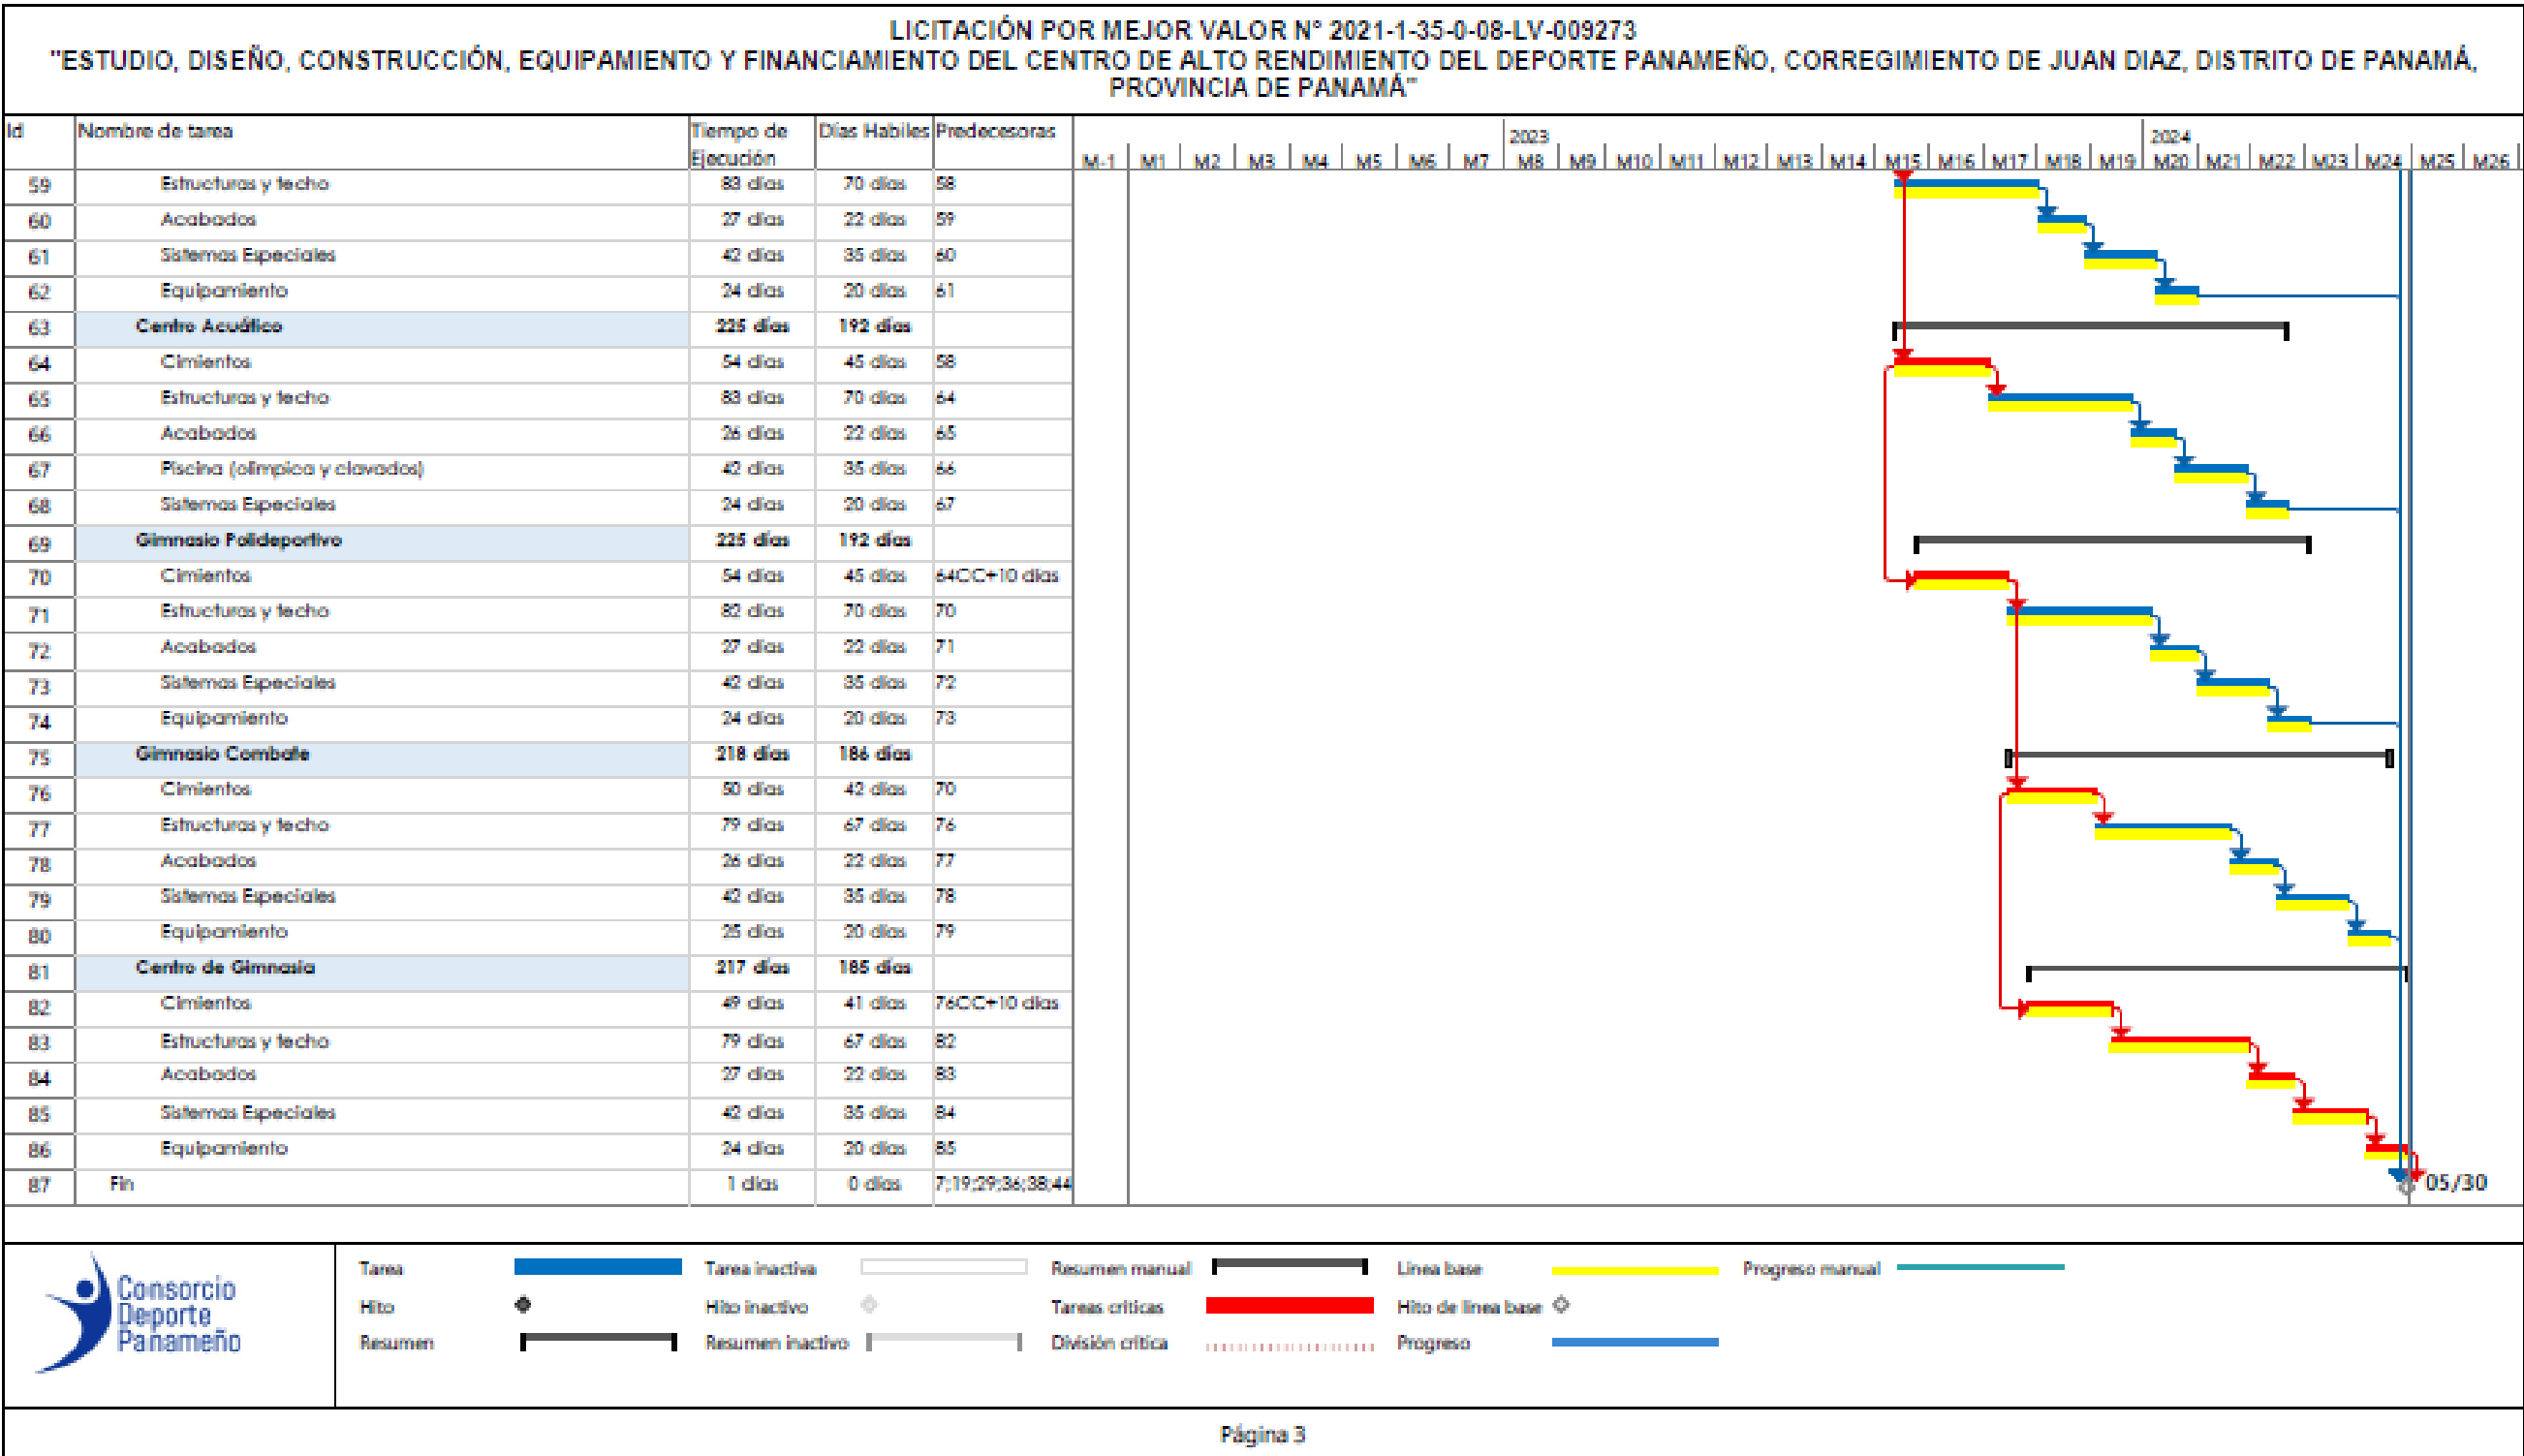 LICITACIÓN POR MEJOR VALOR N° 2021-1-35-0-08-LV-009273
"ESTUDIO, DISEÑO, CONSTRUCCIÓN, EQUIPAMIENTO Y FINANCIAMIENTO DEL CENTRO DE ALTO RENDIMIENTO DEL DEPORTE PANAMEÑO, CORREGIMIENTO DE JUAN DIAZ, DISTRITO DE PANAMÁ,
PROVINCIA DE PANAMÁ"
Id Nombre de tarea Tiempo de Ejecución Días Habiles Predecesoras
2023 2024
M-1 M1 M2 M3 M4 M5 M6 M7 M8 M9 M10 M11 M12 M13 M14 M15 M16 M17 M18 M19 M20 M21 M22 M23 M24 M25 M26
59 Estructuras y techo 83 días 70 días 58
60 Acabados 27 días 22 días 59
61 Sistemas Especiales 42 días 35 días 60
62 Equipamiento 24 días 20 días 61
63 Centro Acuático 225 días 192 días
64 Cimientos 54 días 45 días 58
65 Estructuras y techo 83 días 70 días 64
66 Acabados 26 días 22 días 65
67 Piscina (olimpica y clavados) 42 días 35 días 66
68 Sistemas Especiales 24 días 20 días 67
69 Gimnasio Polideportivo 225 días 192 días
70 Cimientos 54 días 45 días 64CC+10 días
71 Estructuras y techo 82 días 70 días 70
72 Acabados 27 días 22 días 71
73 Sistemas Especiales 42 días 35 días 72
74 Equipamiento 24 días 20 días 73
75 Gimnasio Combate 218 días 186 días
76 Cimientos 50 días 42 días 70
77 Estructuras y techo 79 días 67 días 76
78 Acabados 26 días 22 días 77
79 Sistemas Especiales 42 días 35 días 78
80 Equipamiento 25 días 20 días 79
81 Centro de Gimnasia 217 días 185 días
82 Cimientos 49 días 41 días 76CC+10 días
83 Estructuras y techo 79 días 67 días 82
84 Acabados 27 días 22 días 83
85 Sistemas Especiales 42 días 35 días 84
86 Equipamiento 24 días 20 días 85
87 Fin 1 días 0 días 7;19;29;36;38;44
05/30
Consorcio
Deporte
Panameño
Tarea Tarea inactiva Resumen manual Línea base Progreso manual
Hito Hito inactivo Tareas críticas Hito de línea base
Resumen Resumen inactivo División crítica Progreso
Página 3